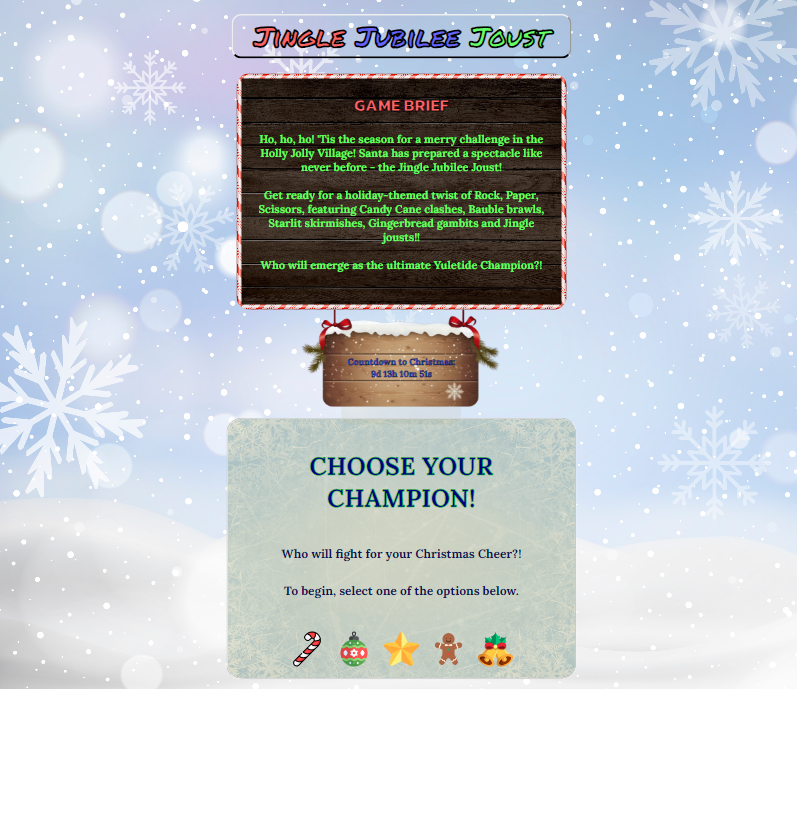 Jingle Jubilee Joust
GAME BRIEF
Ho, ho, ho! 'Tis the season for a merry challenge in the
Holly Jolly Village! Santa has prepared a spectacle like
never before - the Jingle Jubilee Joust!
Get ready for a holiday-themed twist of Rock, Paper,
Scissors, featuring Candy Cane clashes, Bauble brawls,
Starlit skirmishes, Gingerbread gambits and Jingle
jousts!!
Who will emerge as the ultimate Yuletide Champion?!
Countdown to Christmas:
9d 13h 10m 51s
CHOOSE YOUR
CHAMPION!
Who will fight for your Christmas Cheer?!
To begin, select one of the options below.